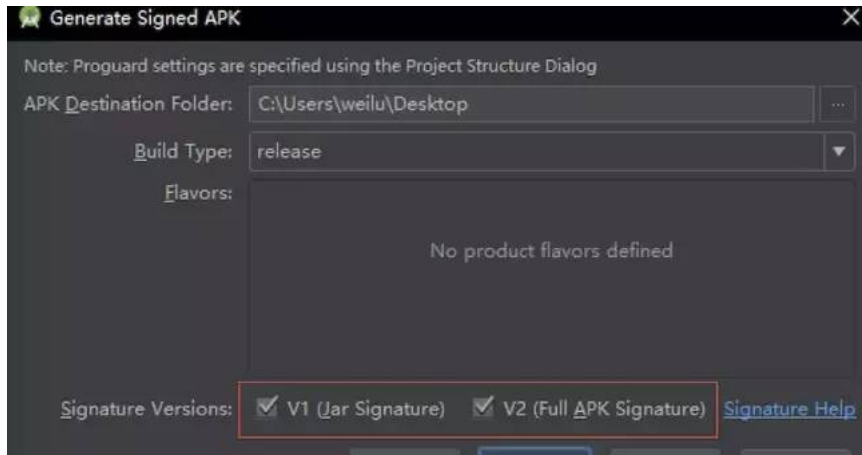 Generate Signed APK
Note: Proguard settings are specified using the Project Structure Dialog
APK Destination Folder: C:\Users\weilu\Desktop ...
Build Type: release
Flavors:
No product flavors defined
Signature Versions: V1 (Jar Signature) V2 (Full APK Signature) Signature Help